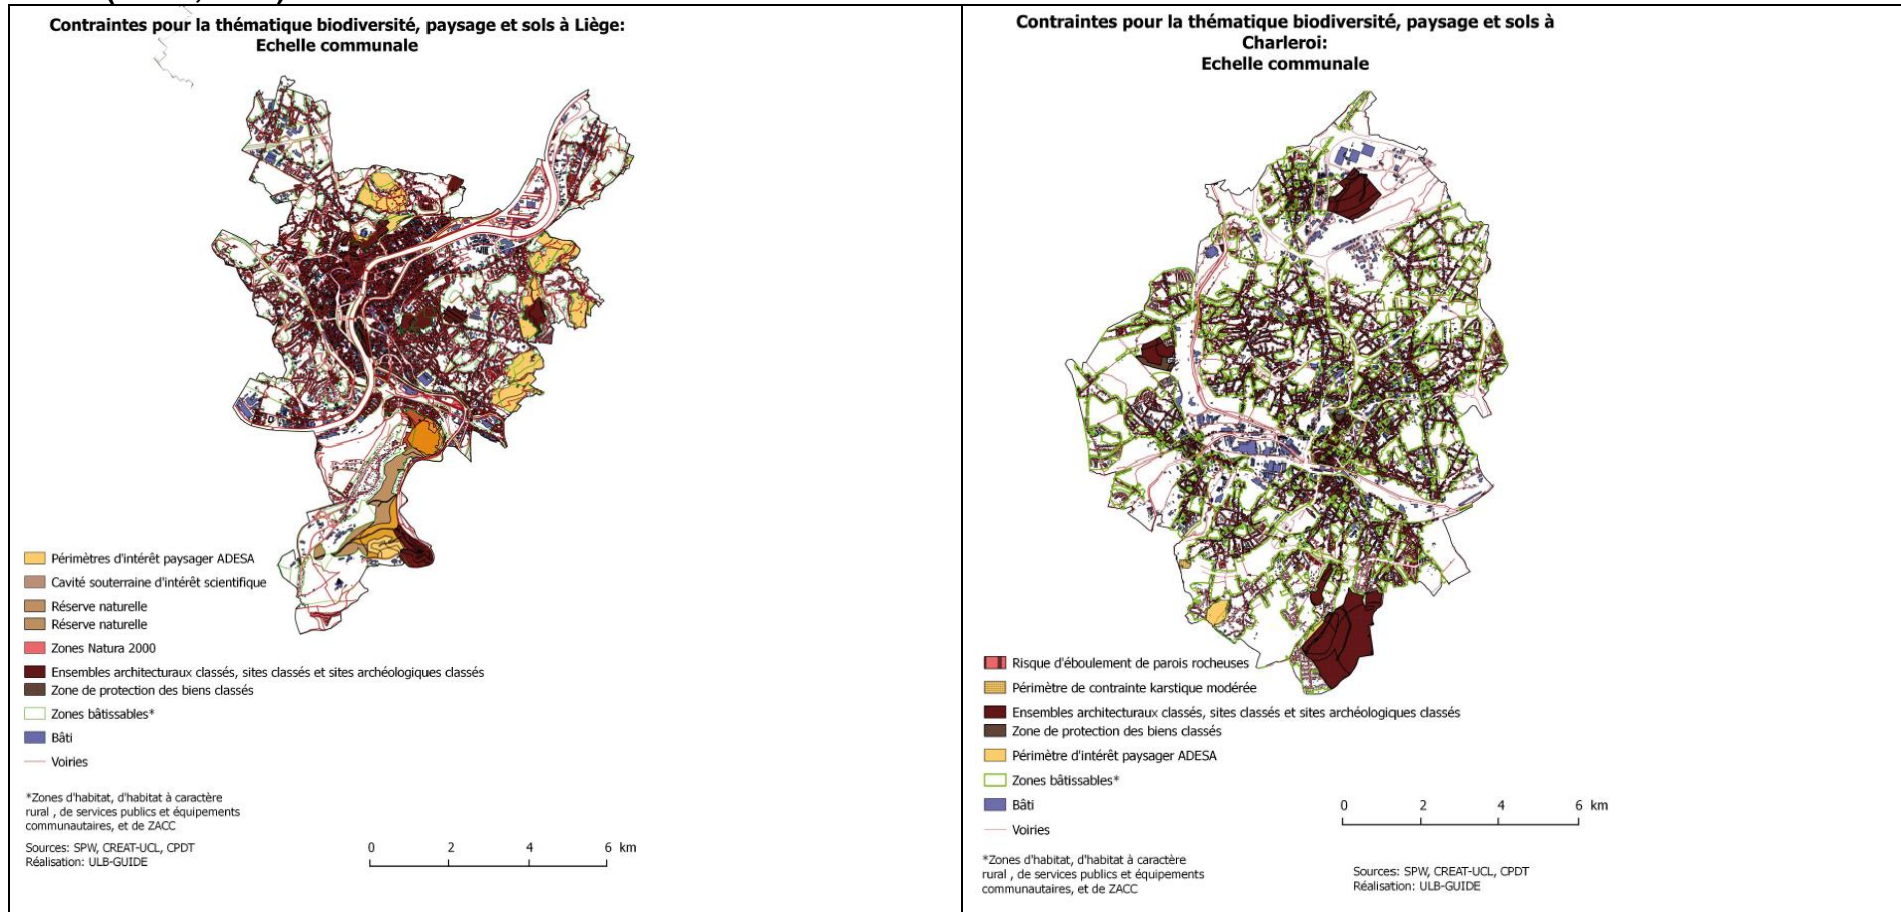 Contraintes pour la thématique biodiversité, paysage et sols à Liège:
Echelle communale
Périmètres d'intérêt paysager ADESA
Cavité souterraine d'intérêt scientifique
Réserve naturelle
Réserve naturelle
Zones Natura 2000
Ensembles architecturaux classés, sites classés et sites archéologiques classés
Zone de protection des biens classés
Zones bâtissables*
Bâti
Voiries
*Zones d'habitat, d'habitat à caractère
rural , de services publics et équipements
communautaires, et de ZACC
Sources: SPW, CREAT-UCL, CPDT
Réalisation: ULB-GUIDE
0 2 4 6 km
Contraintes pour la thématique biodiversité, paysage et sols à
Charleroi:
Echelle communale
Risque d'éboulement de parois rocheuses
Périmètre de contrainte karstique modérée
Ensembles architecturaux classés, sites classés et sites archéologiques classés
Zone de protection des biens classés
Périmètre d'intérêt paysager ADESA
Zones bâtissables*
Bâti
Voiries
0 2 4 6 km
*Zones d'habitat, d'habitat à caractère
rural , de services publics et équipements
communautaires, et de ZACC
Sources: SPW, CREAT-UCL, CPDT
Réalisation: ULB-GUIDE